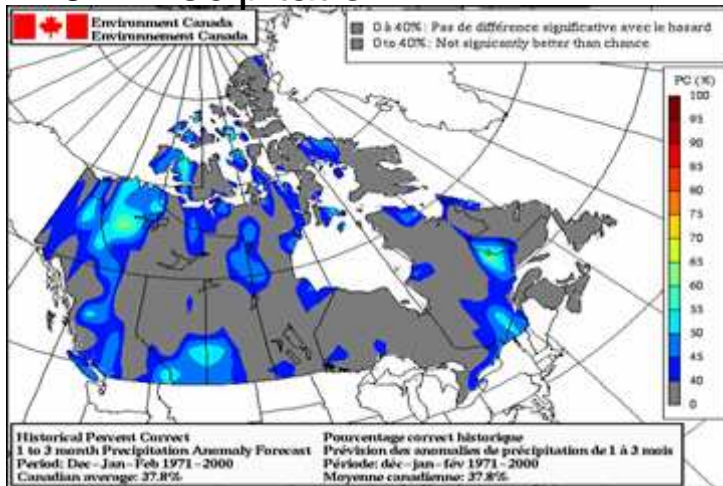 Environment Canada
Environnement Canada
0 à 40%: Pas de différence significative avec le hasard
0 to 40%: Not signicantly better than chance
PC (%)
100
95
90
85
80
75
70
65
60
55
50
45
40
0
Historical Percent Correct
1 to 3 month Precipitation Anomaly Forecast
Period: Dec-Jan-Feb 1971-2000
Canadian average: 37.8%
Pourcentage correct historique
Prévision des anomalies de précipitation de 1 à 3 mois
Période: déc-jan-fév 1971-2000
Moyenne canadienne: 37.8%